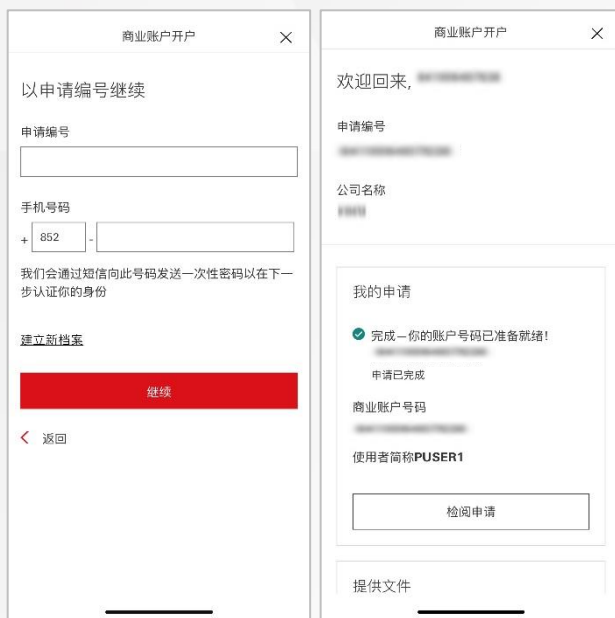 商业账户开户
以申请编号继续
申请编号
手机号码
+ 852 -
我们会通过短信向此号码发送一次性密码以在下一
步认证你的身份
建立新档案
继续
返回
商业账户开户
欢迎回来,
申请编号
公司名称
我的申请
完成—你的账户号码已准备就绪!
申请已完成
商业账户号码
使用者简称PUSER1
检阅申请
提供文件